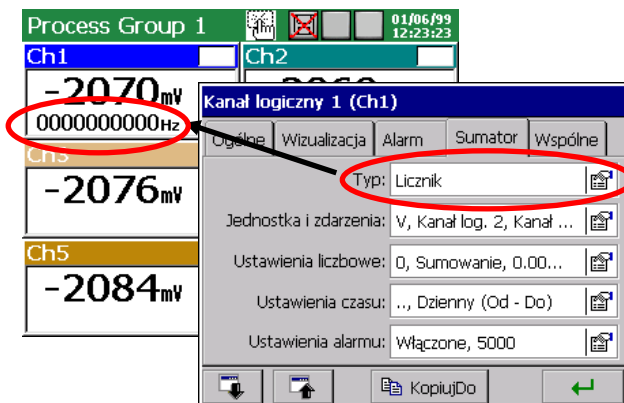 Process Group 1
01/06/99
12:23:23
Ch1
Ch2
-2070mV
0000000000Hz
Kanał logiczny 1 (Ch1)
Ogólne Wizualizacja Alarm Sumator Wspólne
Typ: Licznik
Jednostka i zdarzenia: V, Kanał log. 2, Kanał ...
Ustawienia liczbowe: 0, Sumowanie, 0.00...
Ustawienia czasu: .., Dzienny (Od - Do)
Ustawienia alarmu: Włączone, 5000
KopiujDo
Ch3
-2076mV
Ch5
-2084mV